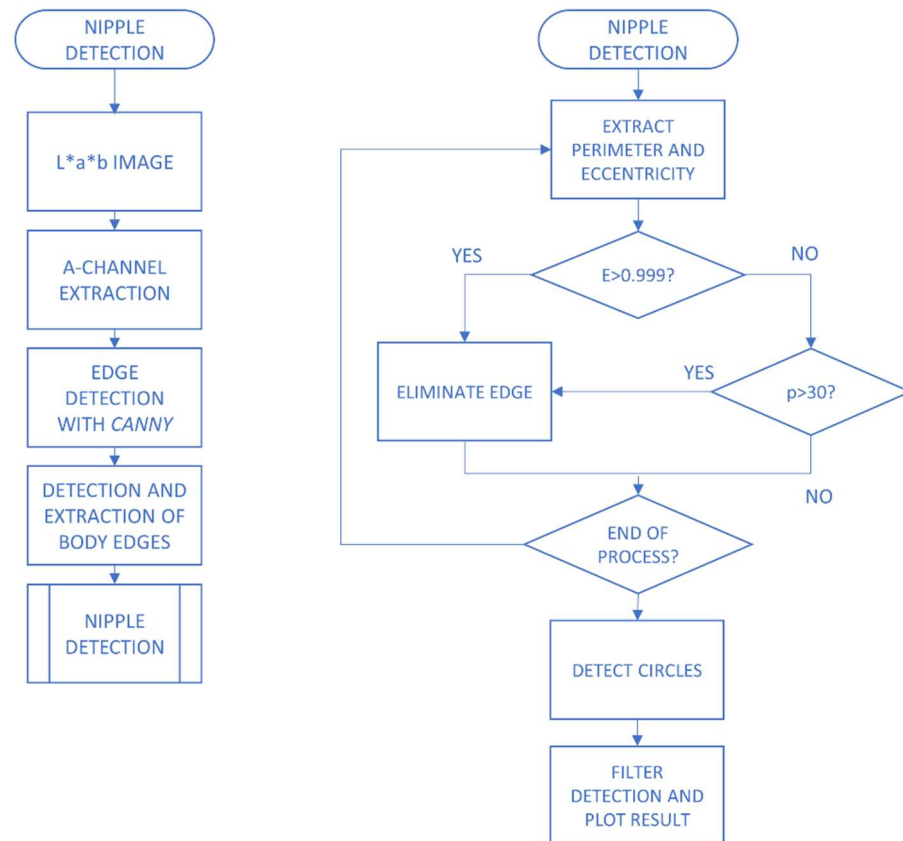 NIPPLE
DETECTION
L*a*b IMAGE
A-CHANNEL
EXTRACTION
EDGE
DETECTION
WITH CANNY
DETECTION AND
EXTRACTION OF
BODY EDGES
NIPPLE
DETECTION
NIPPLE
DETECTION
EXTRACT
PERIMETER AND
ECCENTRICITY
YES
E>0.999?
NO
ELIMINATE EDGE
YES
p>30?
NO
END OF
PROCESS?
DETECT CIRCLES
FILTER
DETECTION AND
PLOT RESULT